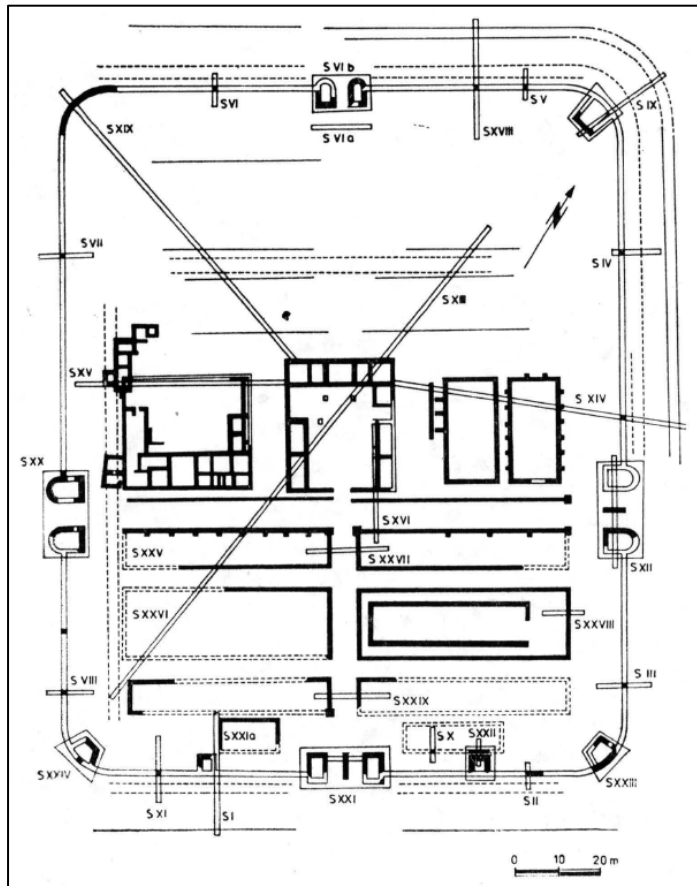 S VI b
S VI
S V
S IX
S XIX
S VI a
S XVIII
S VII
S IV
S XIII
S XV
S XIV
S XX
S XVI
S XII
S XXV
S XXVII
S XXVI
S XXVIII
S VIII
S III
S XXIX
S XXIa
S X
S XXII
S XXIV
S XXI
S XXIII
S XI
S I
S II
0 10 20 m